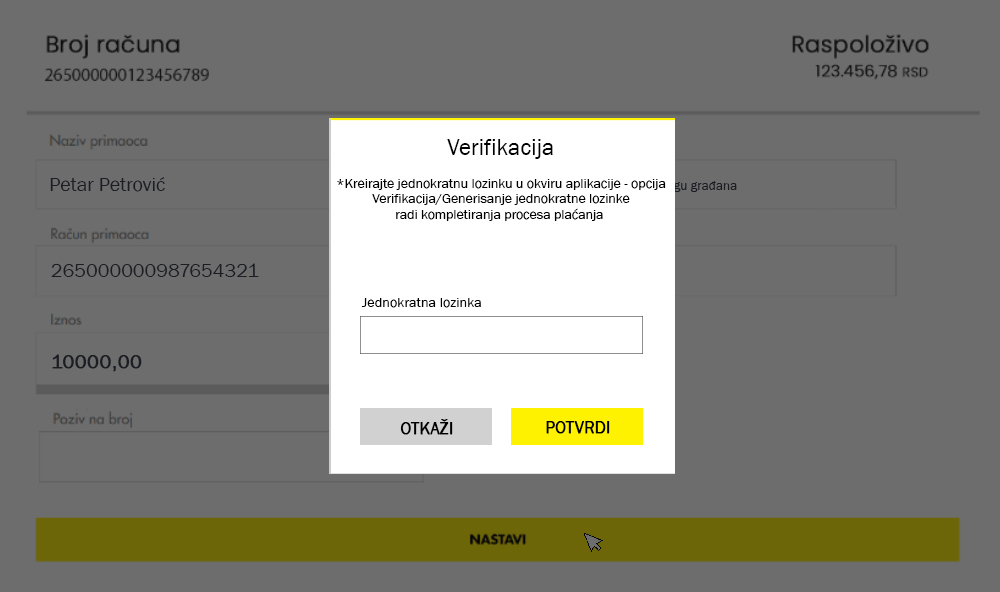 Broj računa
Raspoloživo
265000000123456789
123.456,78 RSD
Naziv primaoca
Petar Petrović
građana
Račun primaoca
265000000987654321
Iznos
10000,00
Poziv na broj
NASTAVI
Verifikacija
*Kreirajte jednokratnu lozinku u okviru aplikacije - opcija
Verifikacija/Generisanje jednokratne lozinke
radi kompletiranja procesa plaćanja
Jednokratna lozinka
OTKAŽI
POTVRDI